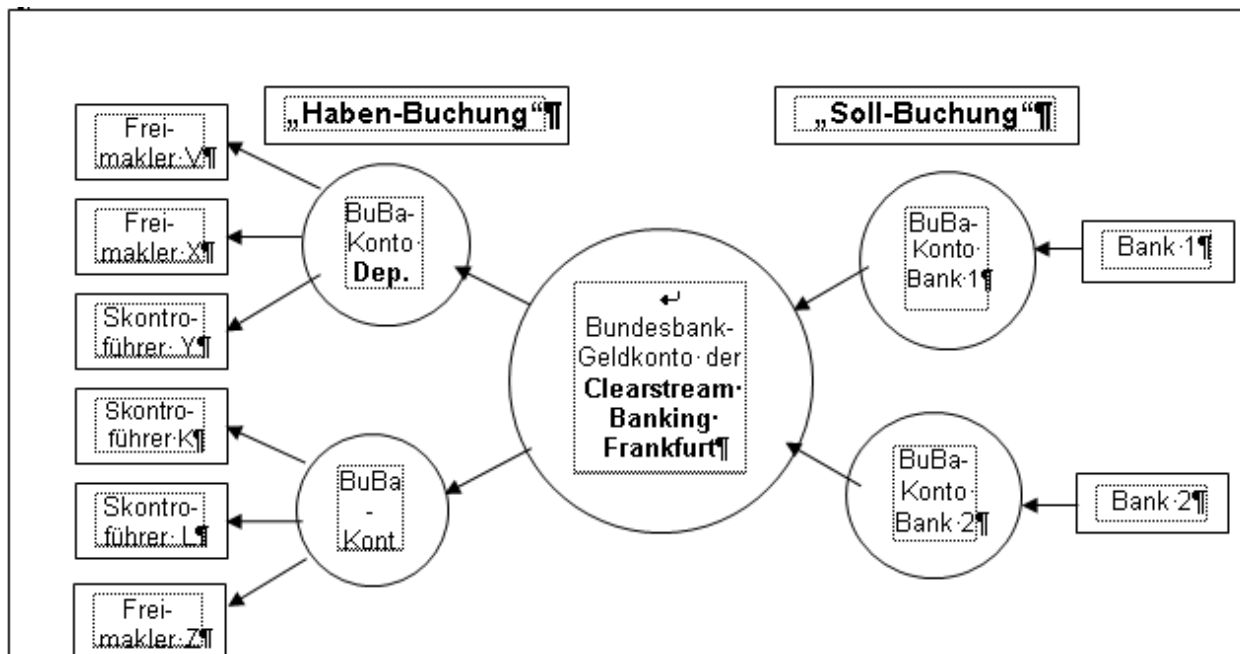 „Haben-Buchung“¶
„Soll-Buchung“¶
Frei-
makler·V¶
Frei-
makler·X¶
Skontro-
führer· Y¶
Skontro-
führer·K¶
Skontro-
führer·L¶
Frei-
makler·Z¶
BuBa-
Konto·
Dep.
BuBa
-
Kont
↵
Bundesbank-
Geldkonto·der
Clearstream·
Banking·
Frankfurt¶
BuBa-
Konto·
Bank·1¶
BuBa-
Konto·
Bank·2¶
Bank·1¶
Bank·2¶